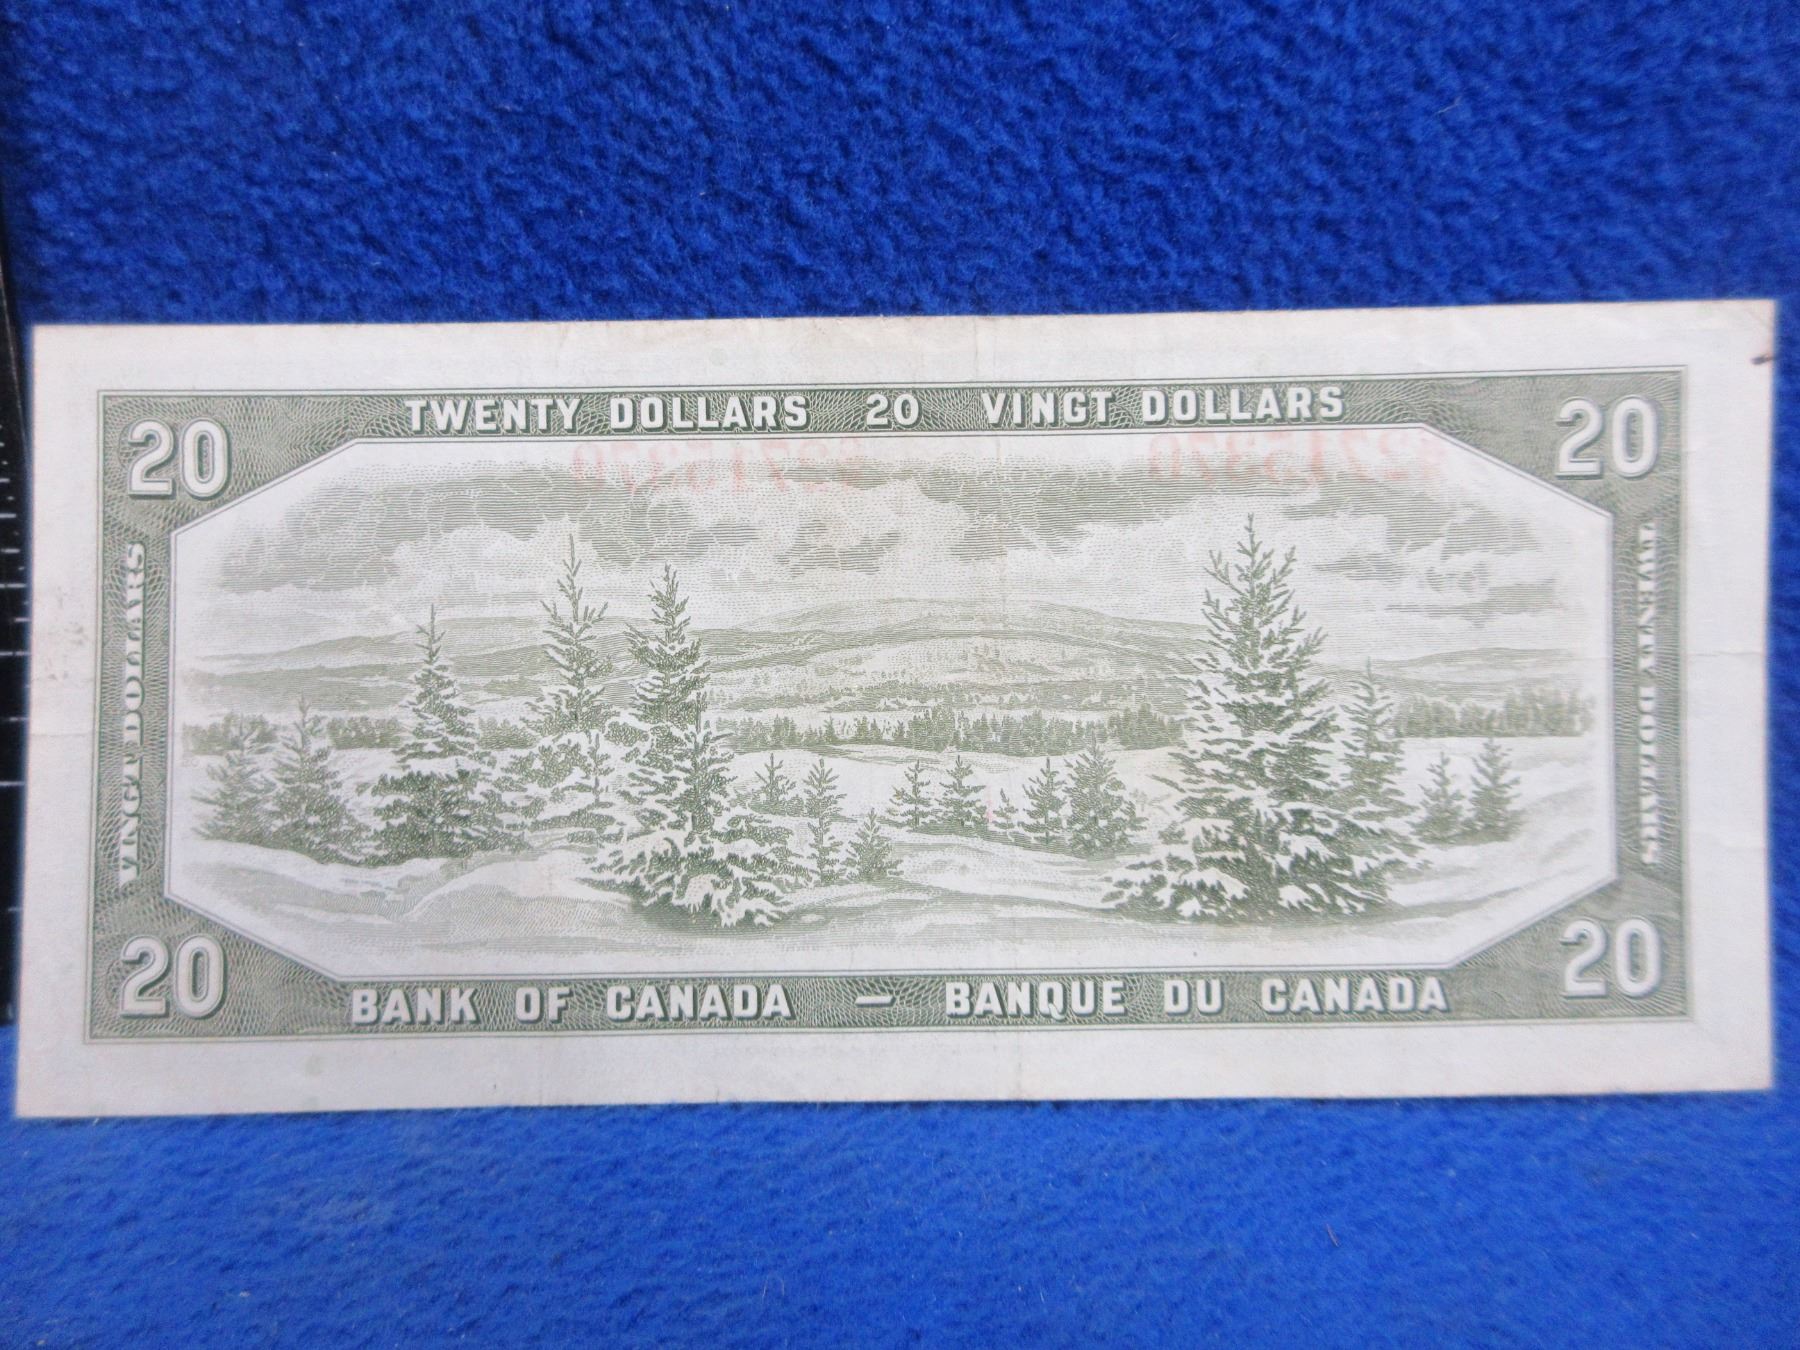 20 TWENTY DOLLARS 20 VINGT DOLLARS 20
VINGT DOLLARS
TWENTY DOLLARS
20 BANK OF CANADA — BANQUE DU CANADA 20